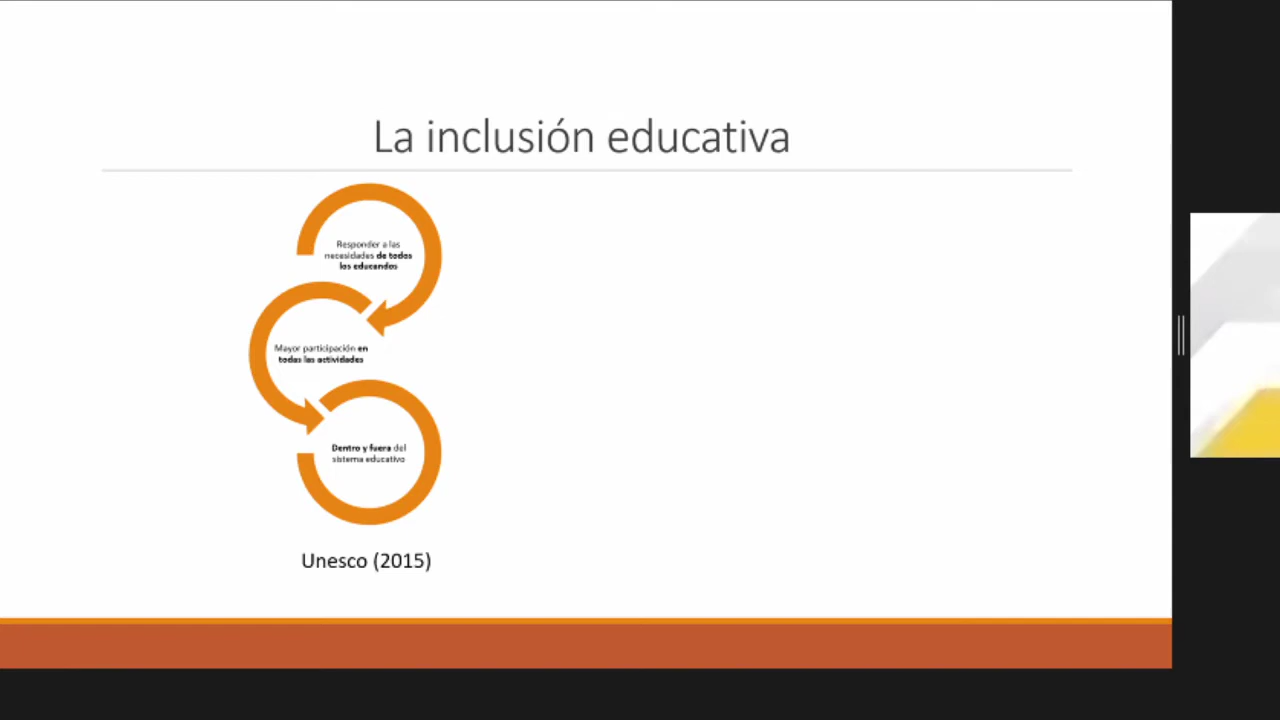 La inclusión educativa
Responder a las
necesidades de todos
los educandos
Mayor participación en
todas las actividades
Dentro y fuera del
sistema educativo
Unesco (2015)